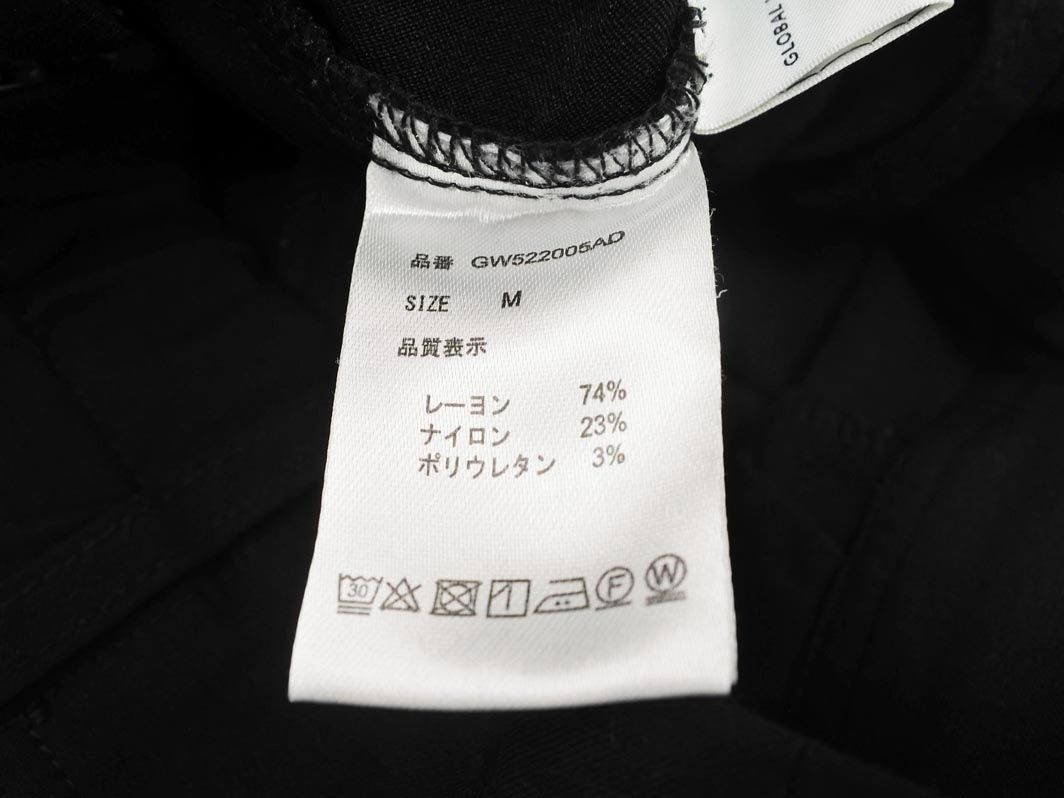 GLOBAL
品番 GW522005AD
SIZE M
品質表示
レーヨン 74%
ナイロン 23%
ポリウレタン 3%
30 F W